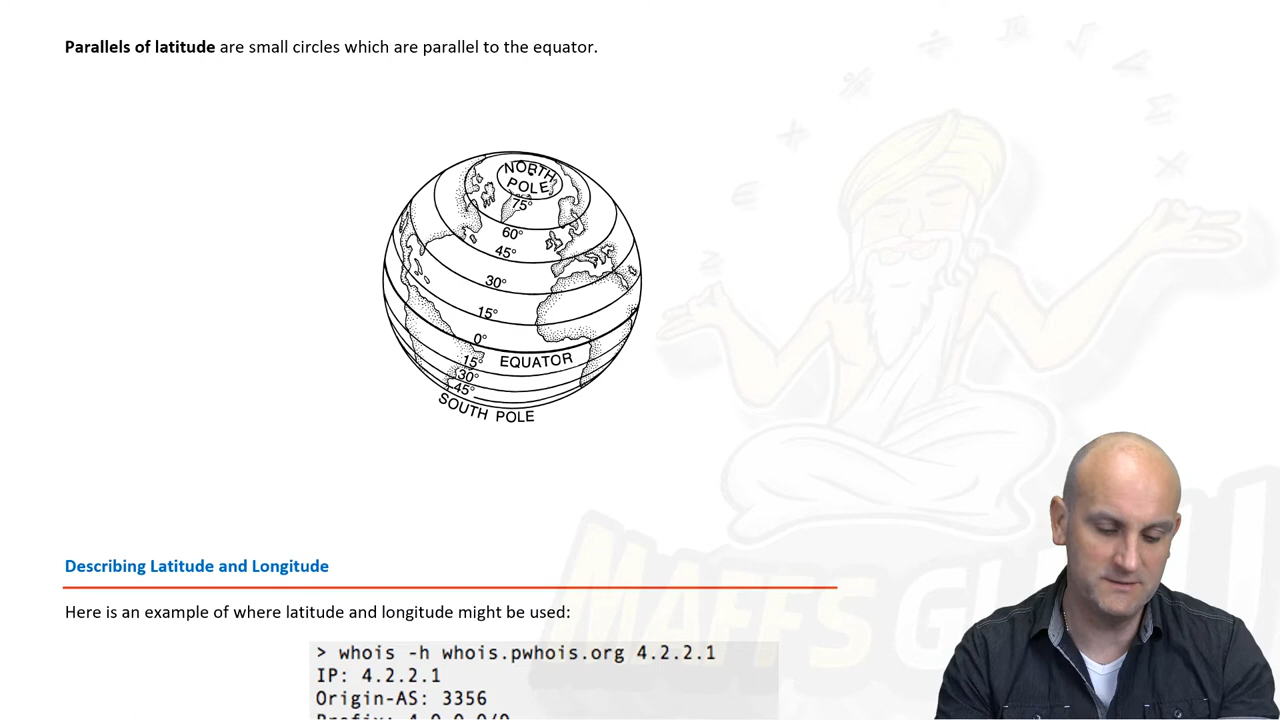 Parallels of latitude are small circles which are parallel to the equator.
NORTH
POLE
75°
60°
45°
30°
15°
0°
EQUATOR
15°
30°
45°
SOUTH POLE
Describing Latitude and Longitude
Here is an example of where latitude and longitude might be used:
> whois -h whois.pwhois.org 4.2.2.1
IP: 4.2.2.1
Origin-AS: 3356